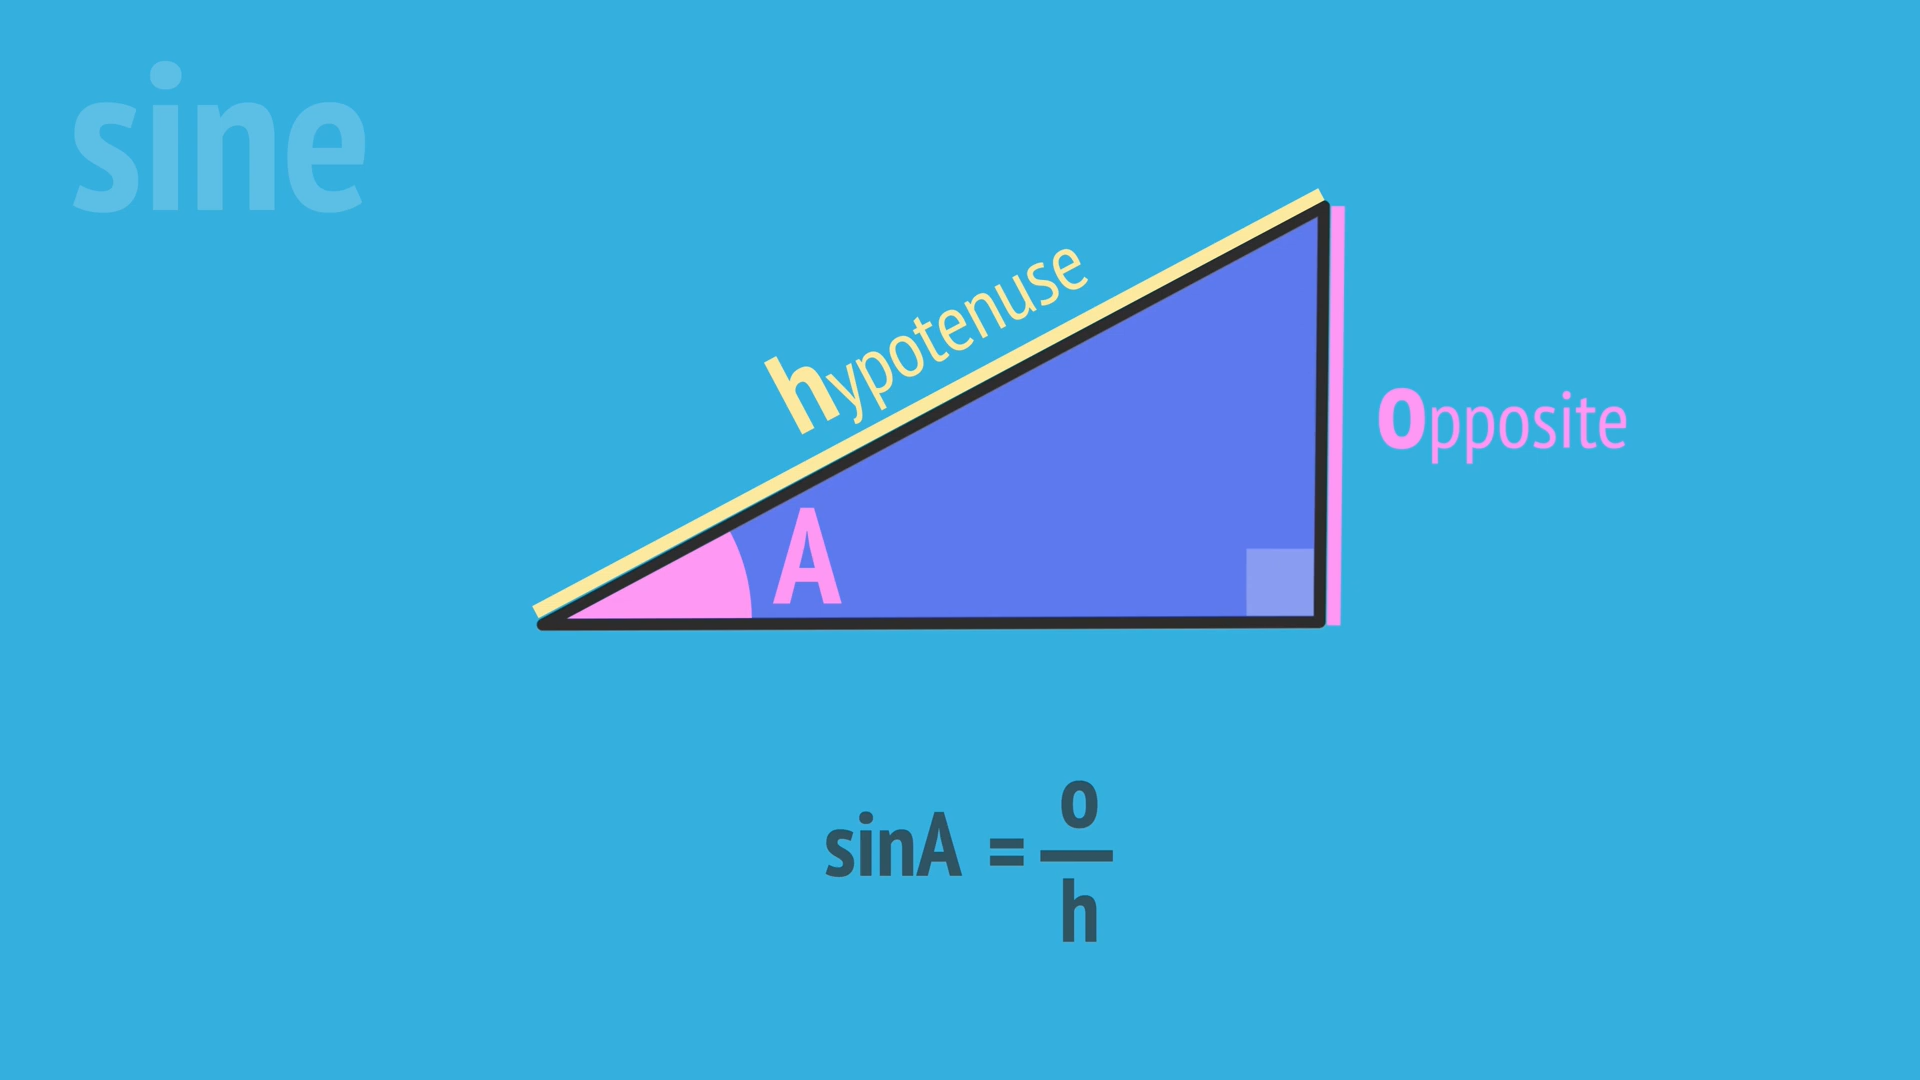 sine
hypotenuse
opposite
A
sinA = o
h